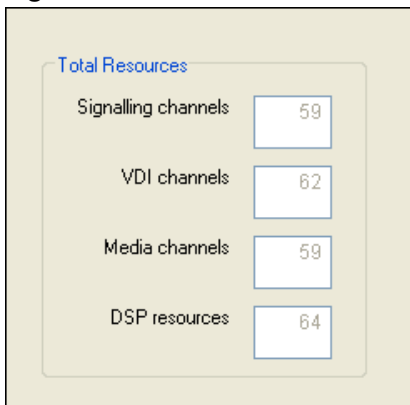 Total Resources
Signalling channels 59
VDI channels 62
Media channels 59
DSP resources 64